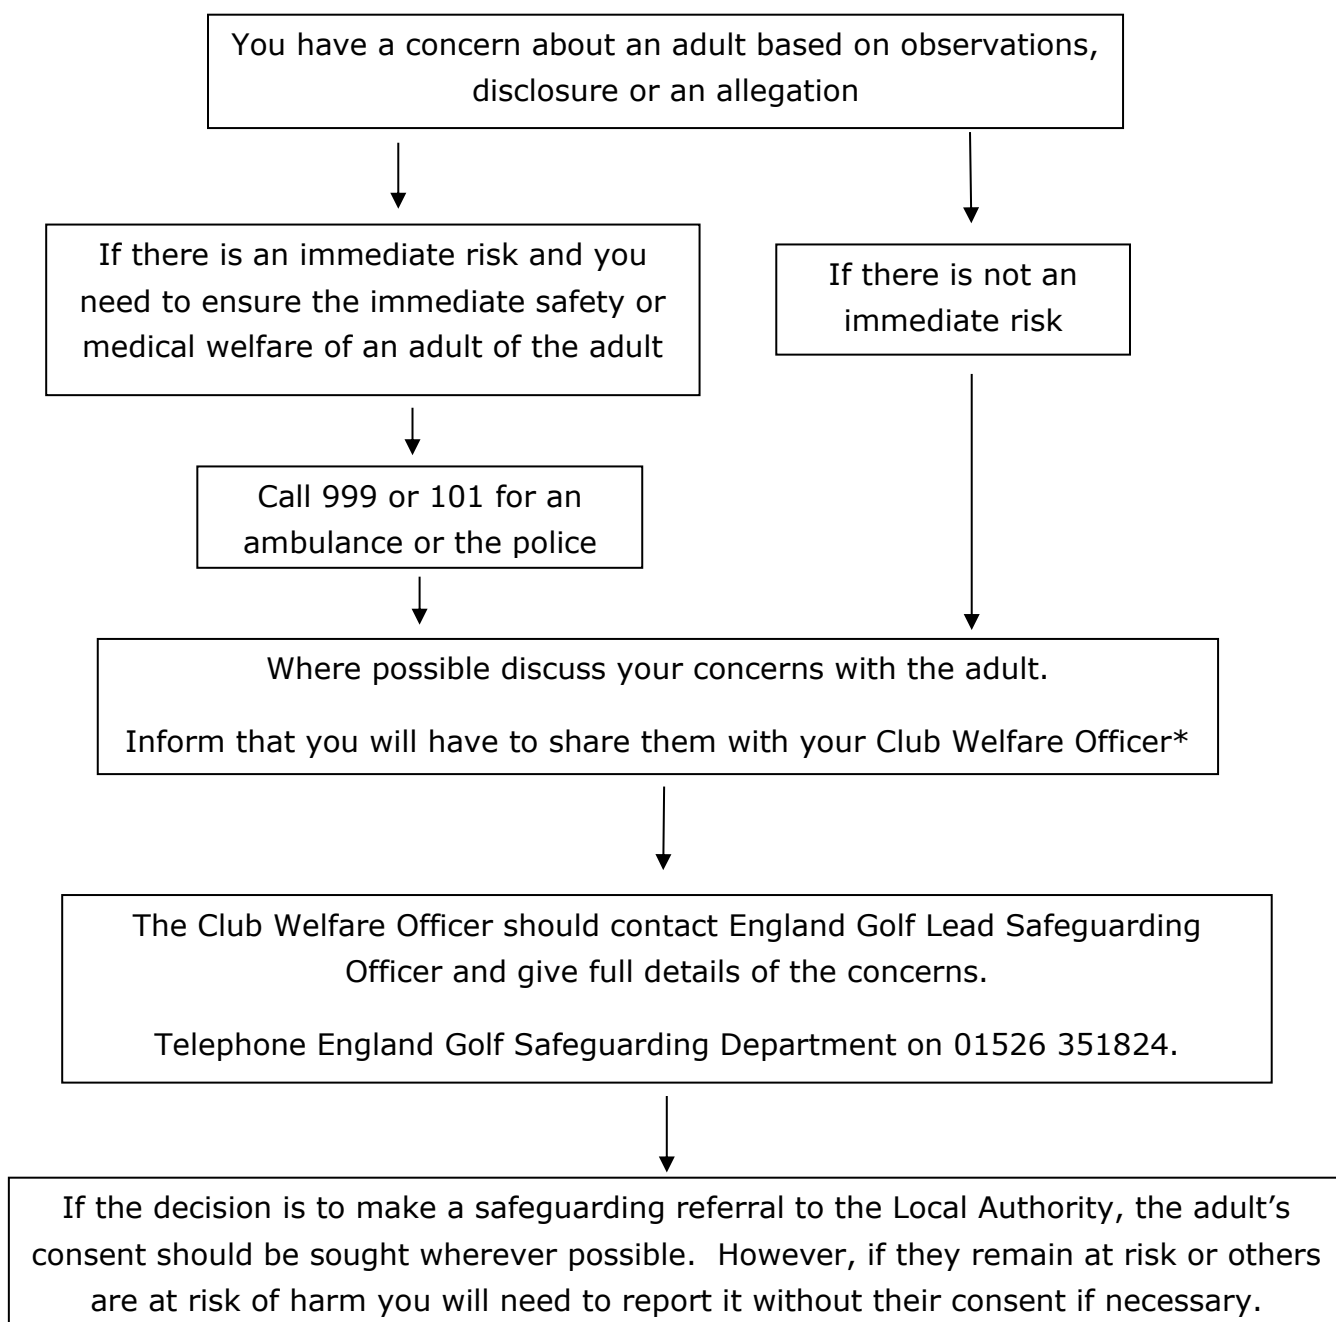 You have a concern about an adult based on observations,
disclosure or an allegation
If there is an immediate risk and you
need to ensure the immediate safety or
medical welfare of an adult of the adult
If there is not an
immediate risk
Call 999 or 101 for an
ambulance or the police
Where possible discuss your concerns with the adult.
Inform that you will have to share them with your Club Welfare Officer*
The Club Welfare Officer should contact England Golf Lead Safeguarding
Officer and give full details of the concerns.
Telephone England Golf Safeguarding Department on 01526 351824.
If the decision is to make a safeguarding referral to the Local Authority, the adult’s
consent should be sought wherever possible.  However, if they remain at risk or others
are at risk of harm you will need to report it without their consent if necessary.